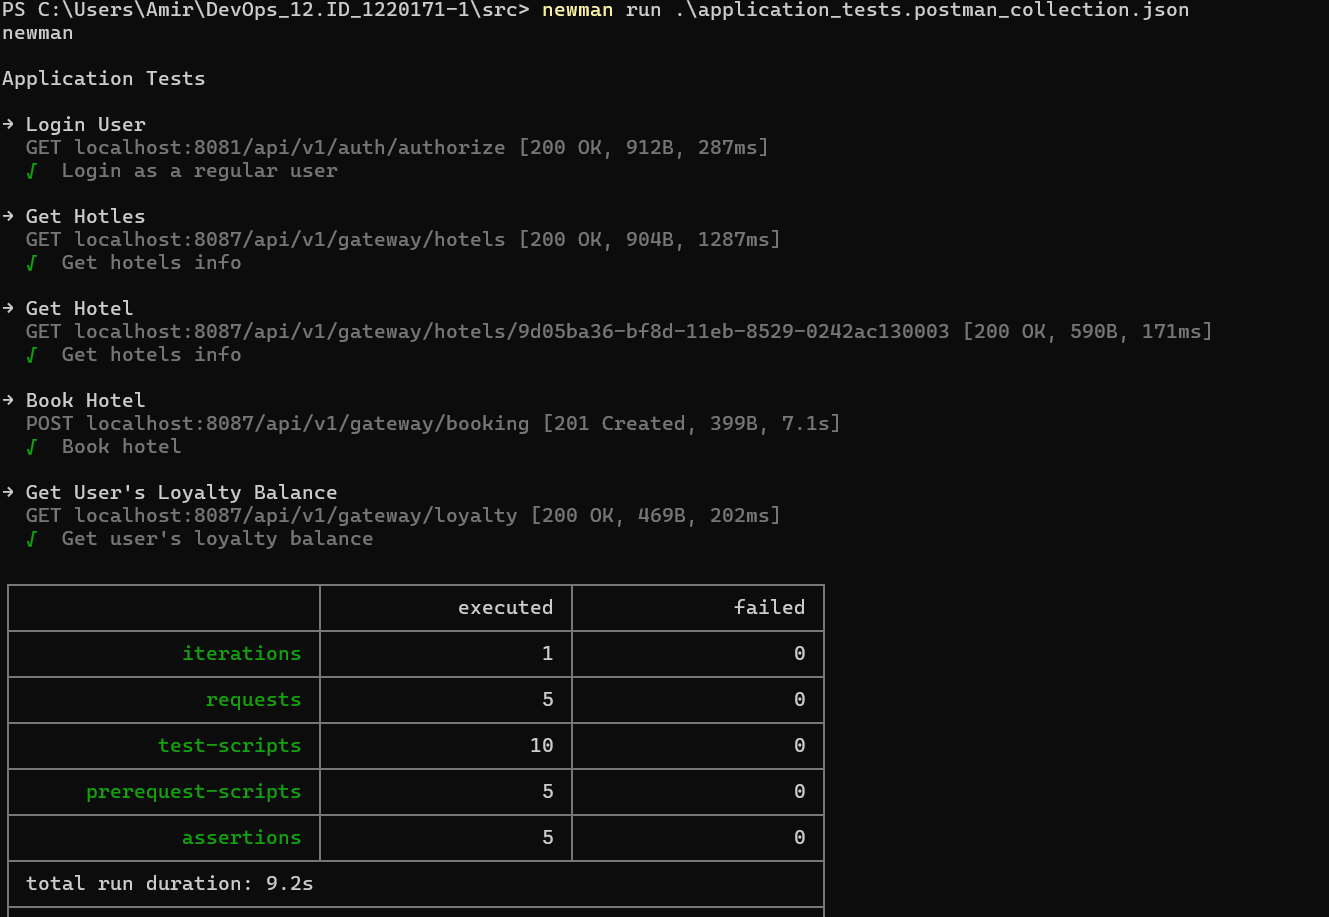 PS C:\Users\Amir\DevOps_12.ID_1220171-1\src> newman run .\application_tests.postman_collection.json
newman
Application Tests
→ Login User
GET localhost:8081/api/v1/auth/authorize [200 OK, 912B, 287ms]
√ Login as a regular user
→ Get Hotles
GET localhost:8087/api/v1/gateway/hotels [200 OK, 904B, 1287ms]
√ Get hotels info
→ Get Hotel
GET localhost:8087/api/v1/gateway/hotels/9d05ba36-bf8d-11eb-8529-0242ac130003 [200 OK, 590B, 171ms]
√ Get hotels info
→ Book Hotel
POST localhost:8087/api/v1/gateway/booking [201 Created, 399B, 7.1s]
√ Book hotel
→ Get User's Loyalty Balance
GET localhost:8087/api/v1/gateway/loyalty [200 OK, 469B, 202ms]
√ Get user's loyalty balance
executed failed
iterations 1 0
requests 5 0
test-scripts 10 0
prerequest-scripts 5 0
assertions 5 0
total run duration: 9.2s